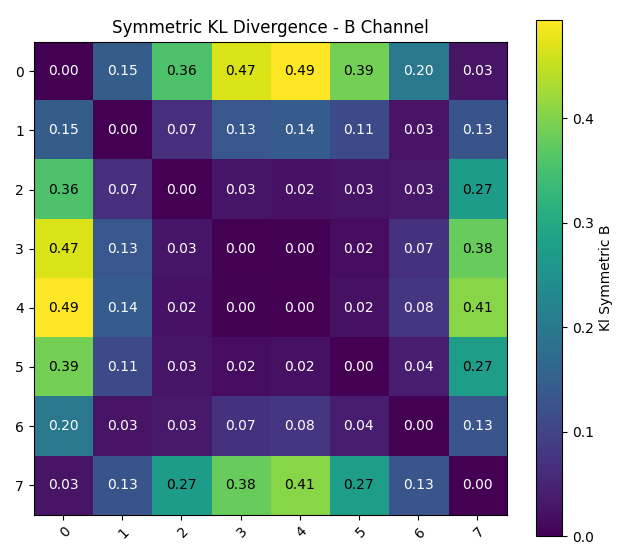 Symmetric KL Divergence - B Channel
0 0.00 0.15 0.36 0.47 0.49 0.39 0.20 0.03
1 0.15 0.00 0.07 0.13 0.14 0.11 0.03 0.13
2 0.36 0.07 0.00 0.03 0.02 0.03 0.03 0.27
3 0.47 0.13 0.03 0.00 0.00 0.02 0.07 0.38
4 0.49 0.14 0.02 0.00 0.00 0.02 0.08 0.41
5 0.39 0.11 0.03 0.02 0.02 0.00 0.04 0.27
6 0.20 0.03 0.03 0.07 0.08 0.04 0.00 0.13
7 0.03 0.13 0.27 0.38 0.41 0.27 0.13 0.00
0 1 2 3 4 5 6 7
0.4
0.3
0.2
0.1
0.0
Kl Symmetric B